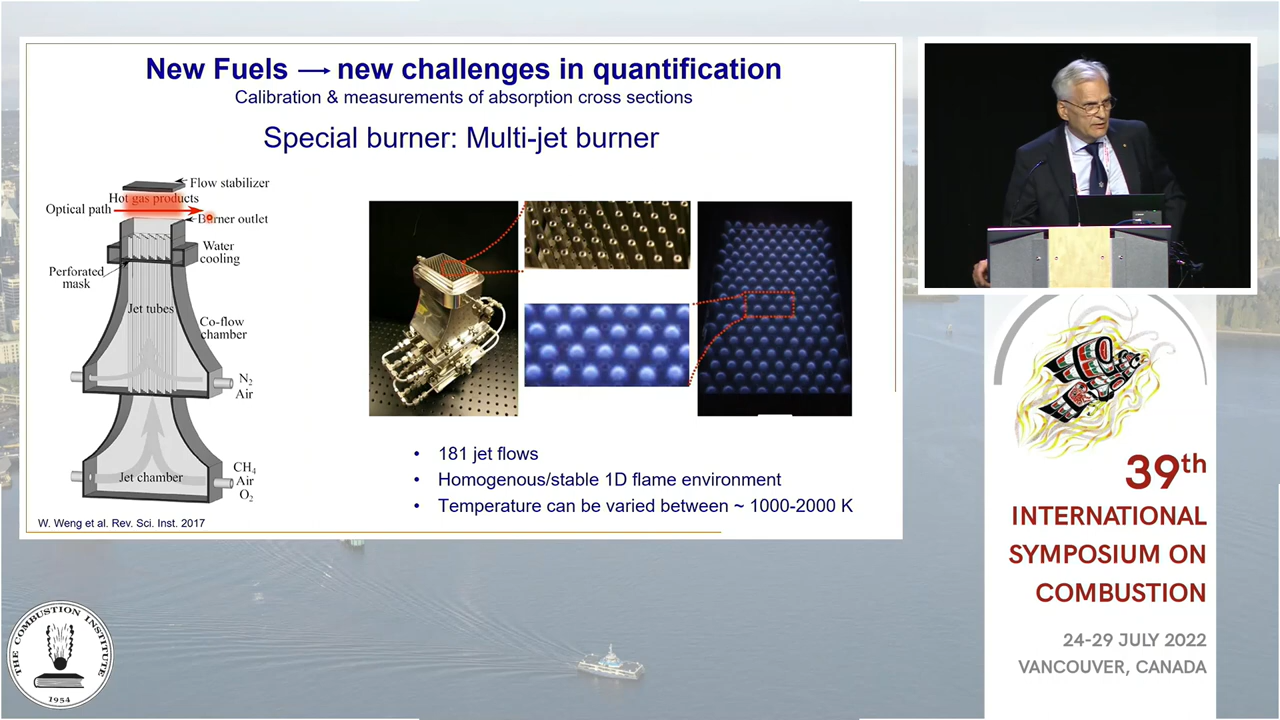 New Fuels → new challenges in quantification
Calibration & measurements of absorption cross sections
Special burner: Multi-jet burner
Flow stabilizer
Hot gas products
Optical path
Burner outlet
Water
cooling
Perforated
mask
Jet tubes
Co-flow
chamber
N₂
Air
Jet chamber
CH₄
Air
O₂
W. Weng et al. Rev. Sci. Inst. 2017
• 181 jet flows
• Homogenous/stable 1D flame environment
• Temperature can be varied between ~ 1000-2000 K
39th
INTERNATIONAL
SYMPOSIUM ON
COMBUSTION
24-29 JULY 2022
VANCOUVER, CANADA
THE COMBUSTION INSTITUTE
1954